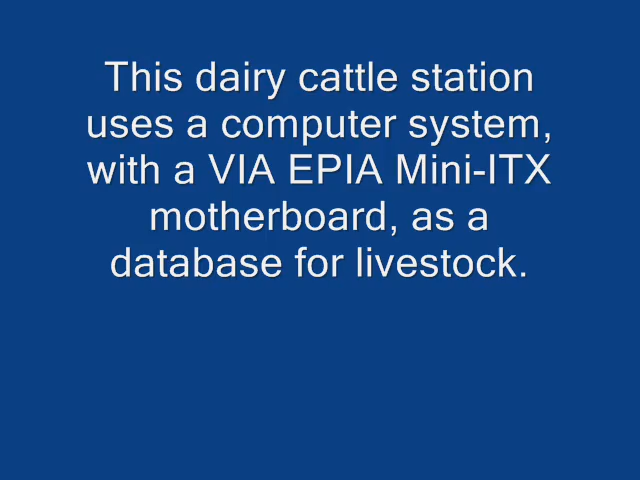 This dairy cattle station
uses a computer system,
with a VIA EPIA Mini-ITX
motherboard, as a
database for livestock.